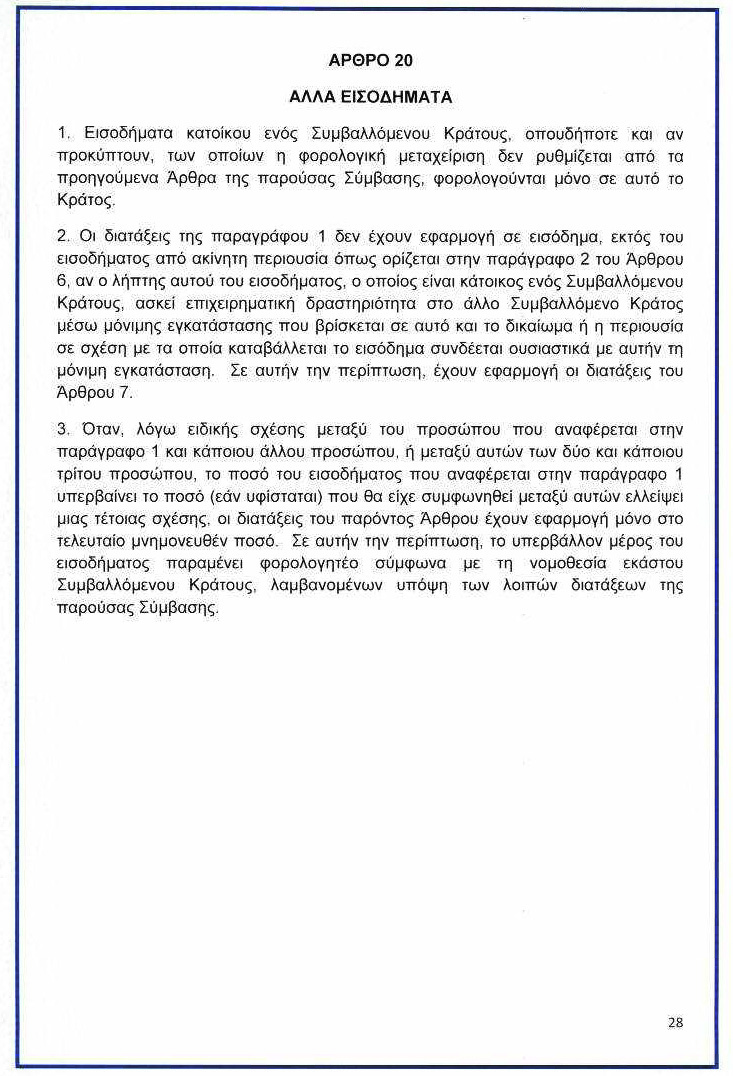 ΑΡΘΡΟ 20
ΑΛΛΑ ΕΙΣΟΔΗΜΑΤΑ
1. Εισοδήματα κατοίκου ενός Συμβαλλόμενου Κράτους, οπουδήποτε και αν
προκύπτουν, των οποίων η φορολογική μεταχείριση δεν ρυθμίζεται από τα
προηγούμενα Άρθρα της παρούσας Σύμβασης, φορολογούνται μόνο σε αυτό το
Κράτος.
2. Οι διατάξεις της παραγράφου 1 δεν έχουν εφαρμογή σε εισόδημα, εκτός του
εισοδήματος από ακίνητη περιουσία όπως ορίζεται στην παράγραφο 2 του Άρθρου
6, αν ο λήπτης αυτού του εισοδήματος, ο οποίος είναι κάτοικος ενός Συμβαλλόμενου
Κράτους, ασκεί επιχειρηματική δραστηριότητα στο άλλο Συμβαλλόμενο Κράτος
μέσω μόνιμης εγκατάστασης που βρίσκεται σε αυτό και το δικαίωμα ή η περιουσία
σε σχέση με τα οποία καταβάλλεται το εισόδημα συνδέεται ουσιαστικά με αυτήν τη
μόνιμη εγκατάσταση. Σε αυτήν την περίπτωση, έχουν εφαρμογή οι διατάξεις του
Άρθρου 7.
3. Όταν, λόγω ειδικής σχέσης μεταξύ του προσώπου που αναφέρεται στην
παράγραφο 1 και κάποιου άλλου προσώπου, ή μεταξύ αυτών των δύο και κάποιου
τρίτου προσώπου, το ποσό του εισοδήματος που αναφέρεται στην παράγραφο 1
υπερβαίνει το ποσό (εάν υφίσταται) που θα είχε συμφωνηθεί μεταξύ αυτών ελλείψει
μιας τέτοιας σχέσης, οι διατάξεις του παρόντος Άρθρου έχουν εφαρμογή μόνο στο
τελευταίο μνημονευθέν ποσό. Σε αυτήν την περίπτωση, το υπερβάλλον μέρος του
εισοδήματος παραμένει φορολογητέο σύμφωνα με τη νομοθεσία εκάστου
Συμβαλλόμενου Κράτους, λαμβανομένων υπόψη των λοιπών διατάξεων της
παρούσας Σύμβασης.
28